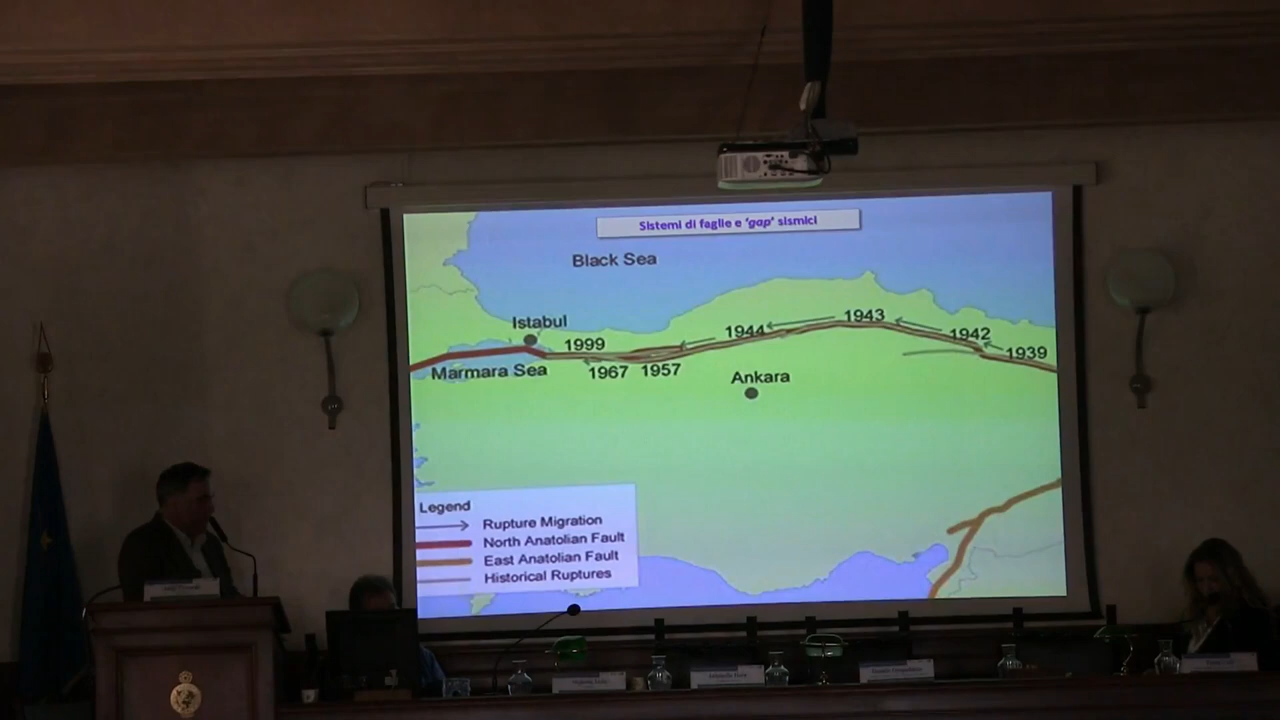 Sistemi di faglie e 'gap' sismici
Black Sea
Istabul
1999
1944
1943
1942
1939
Marmara Sea
1967
1957
Ankara
Legend
Rupture Migration
North Anatolian Fault
East Anatolian Fault
Historical Ruptures